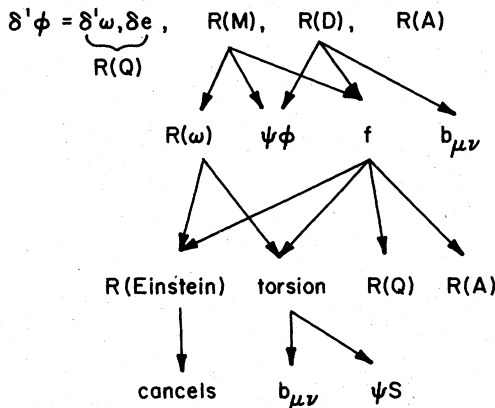 δ'φ = δ'ω, δe , R(M), R(D), R(A)
R(Q)
R(ω) ψφ f b_μν
R(Einstein) torsion R(Q) R(A)
cancels b_μν ψS